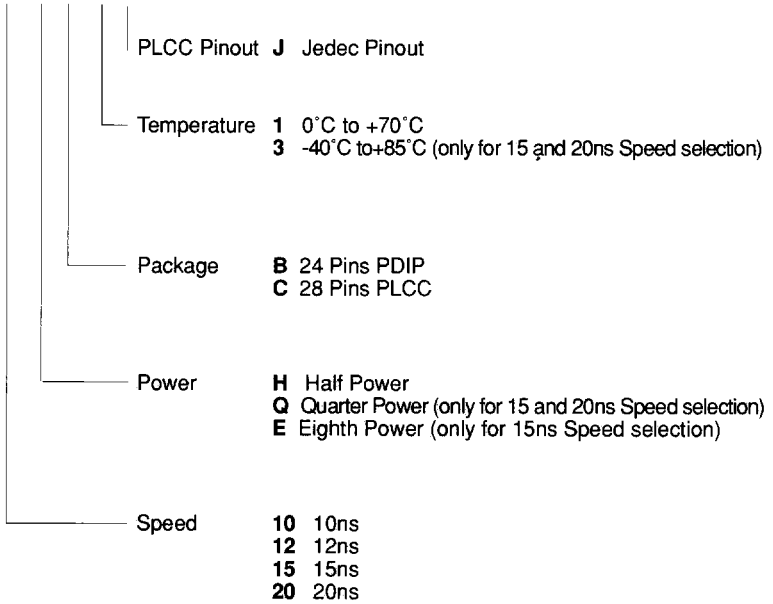 PLCC Pinout J Jedec Pinout
Temperature 1 0°C to +70°C
3 -40°C to+85°C (only for 15 and 20ns Speed selection)
Package B 24 Pins PDIP
C 28 Pins PLCC
Power H Half Power
Q Quarter Power (only for 15 and 20ns Speed selection)
E Eighth Power (only for 15ns Speed selection)
Speed 10 10ns
12 12ns
15 15ns
20 20ns